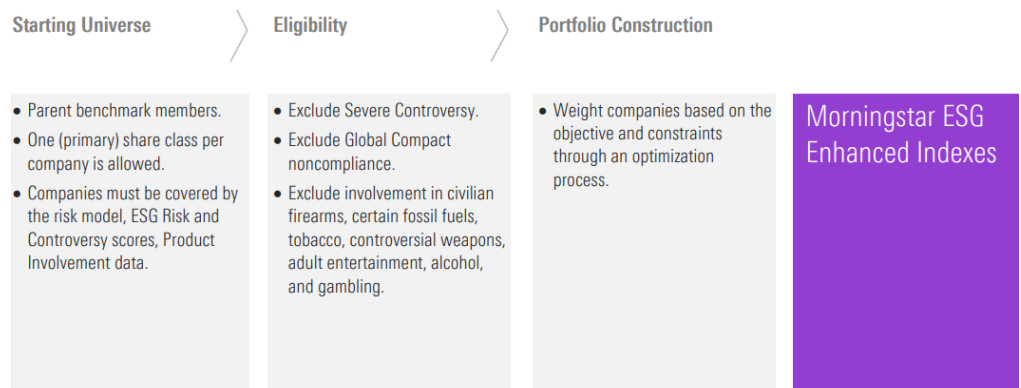 Starting Universe
Eligibility
Portfolio Construction
• Parent benchmark members.
• One (primary) share class per
company is allowed.
• Companies must be covered by
the risk model, ESG Risk and
Controversy scores, Product
Involvement data.
• Exclude Severe Controversy.
• Exclude Global Compact
noncompliance.
• Exclude involvement in civilian
firearms, certain fossil fuels,
tobacco, controversial weapons,
adult entertainment, alcohol,
and gambling.
• Weight companies based on the
objective and constraints
through an optimization
process.
Morningstar ESG
Enhanced Indexes